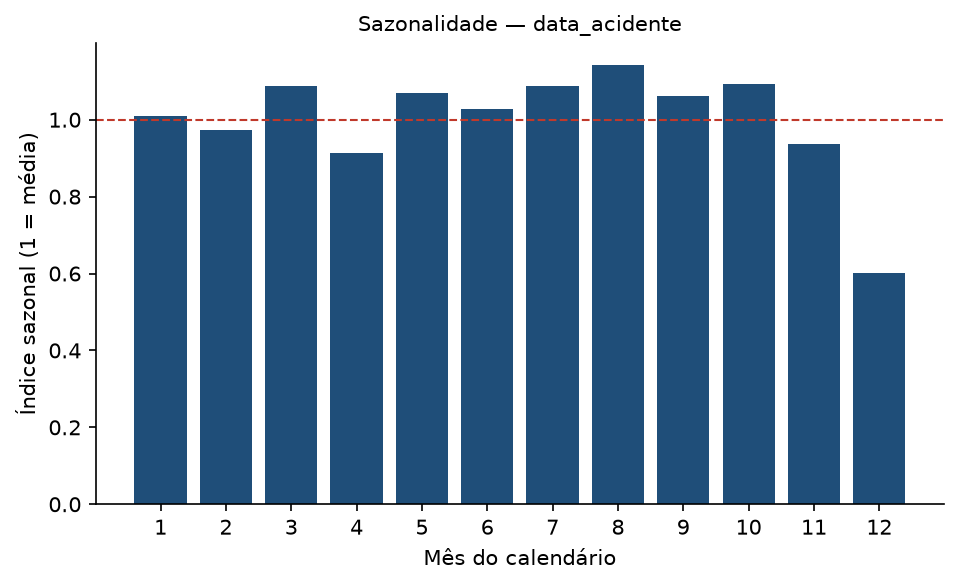 Sazonalidade — data_acidente
Índice sazonal (1 = média)
1.0
0.8
0.6
0.4
0.2
0.0
1 2 3 4 5 6 7 8 9 10 11 12
Mês do calendário